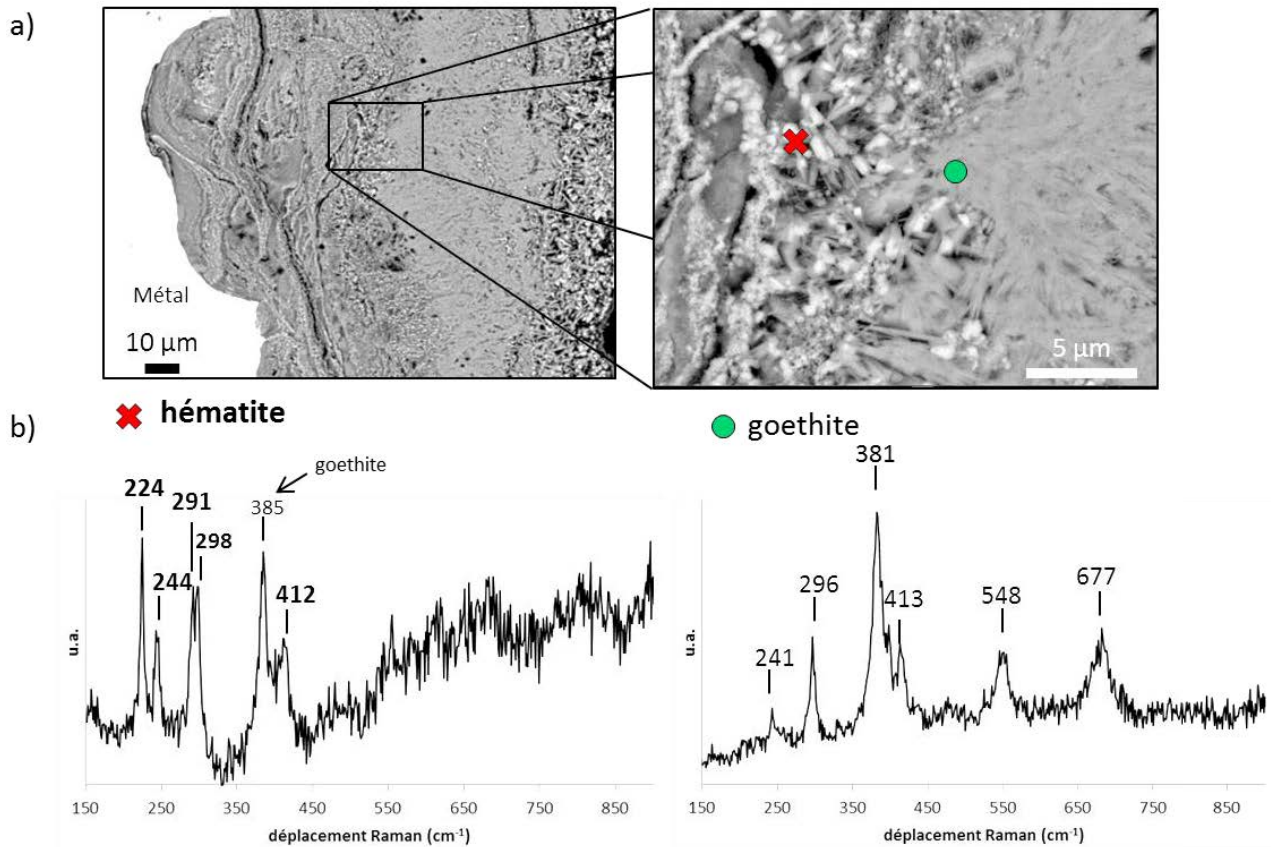 a)
Métal
10 µm
5 µm
b)
hématite
goethite
224
244
291
298
385
goethite
412
u.a.
150 250 350 450 550 650 750 850
déplacement Raman (cm⁻¹)
241
296
381
413
548
677
u.a.
150 250 350 450 550 650 750 850
déplacement Raman (cm⁻¹)